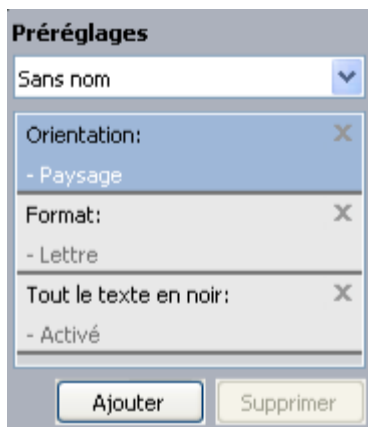 Préréglages
Sans nom
Orientation:
- Paysage
Format:
- Lettre
Tout le texte en noir:
- Activé
Ajouter Supprimer